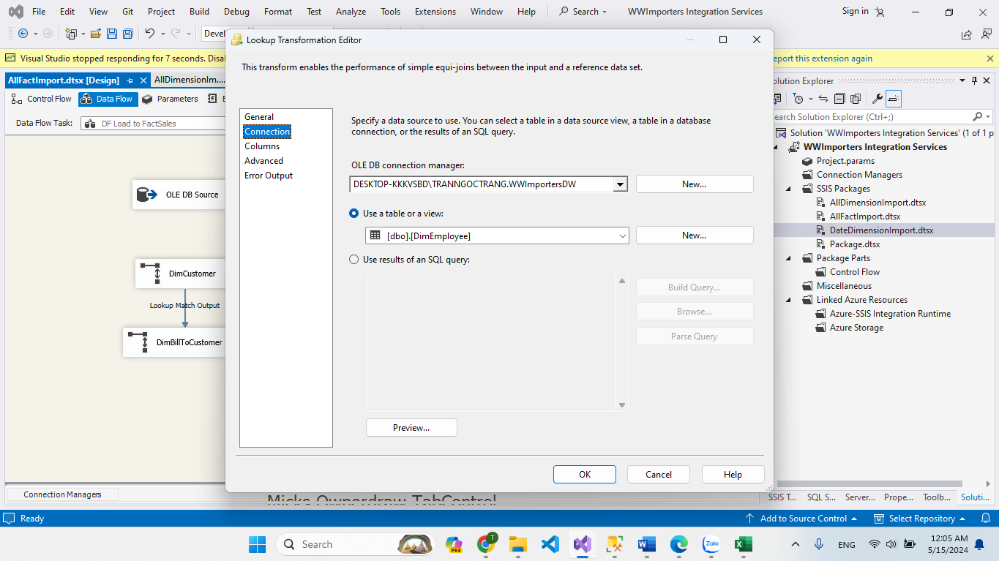 File Edit View Git Project Build Debug Format Test Analyze Tools Extensions Window Help Search WWImporters Integration Services Sign in
Devel
Visual Studio stopped responding for 7 seconds. Disa
eport this extension again
AllFactImport.dtsx [Design] AllDimensionIm....
Control Flow Data Flow Parameters
Data Flow Task: DF Load to FactSales
OLE DB Source
DimCustomer
Lookup Match Output
DimBillToCustomer
Connection Managers
Lookup Transformation Editor
This transform enables the performance of simple equi-joins between the input and a reference data set.
General
Connection
Columns
Advanced
Error Output
Specify a data source to use. You can select a table in a data source view, a table in a database
connection, or the results of an SQL query.
OLE DB connection manager:
DESKTOP-KKKVSBD\TRANNGOCTRANG.WWImportersDW New...
Use a table or a view:
[dbo].[DimEmployee] New...
Use results of an SQL query:
Build Query...
Browse...
Parse Query
Preview...
OK Cancel Help
Micks Ownerdraw TabControl
olution Explorer
earch Solution Explorer (Ctrl+;)
Solution 'WWImporters Integration Services' (1 of 1 p
WWImporters Integration Services
Project.params
Connection Managers
SSIS Packages
AllDimensionImport.dtsx
AllFactImport.dtsx
DateDimensionImport.dtsx
Package.dtsx
Package Parts
Control Flow
Miscellaneous
Linked Azure Resources
Azure-SSIS Integration Runtime
Azure Storage
SSIS T... SQL S... Server... Prope... Toolb... Soluti...
Ready Add to Source Control Select Repository
Search PRE T Zalo ENG 12:05 AM
5/15/2024